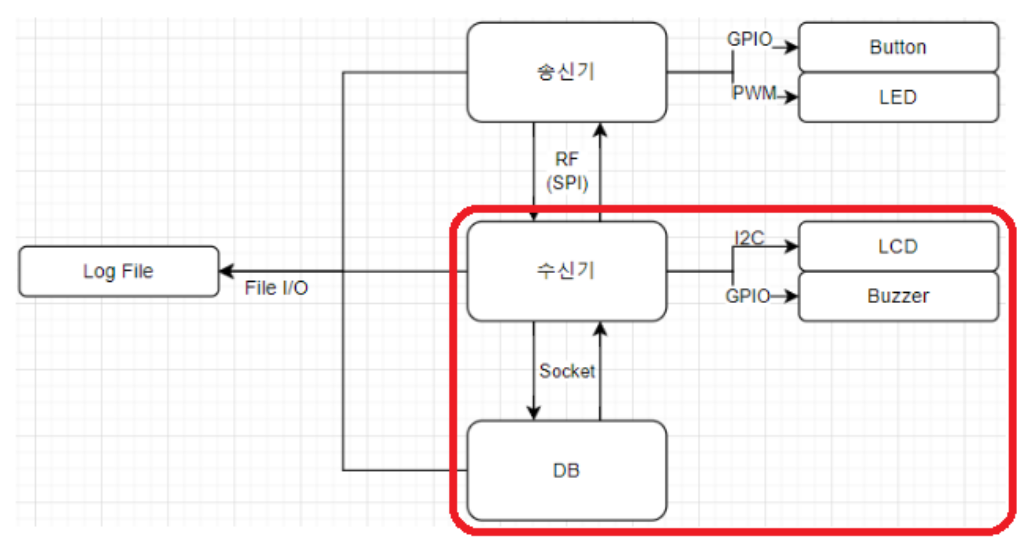 송신기
GPIO
Button
PWM
LED
RF
(SPI)
Log File
File I/O
수신기
I2C
LCD
GPIO
Buzzer
Socket
DB